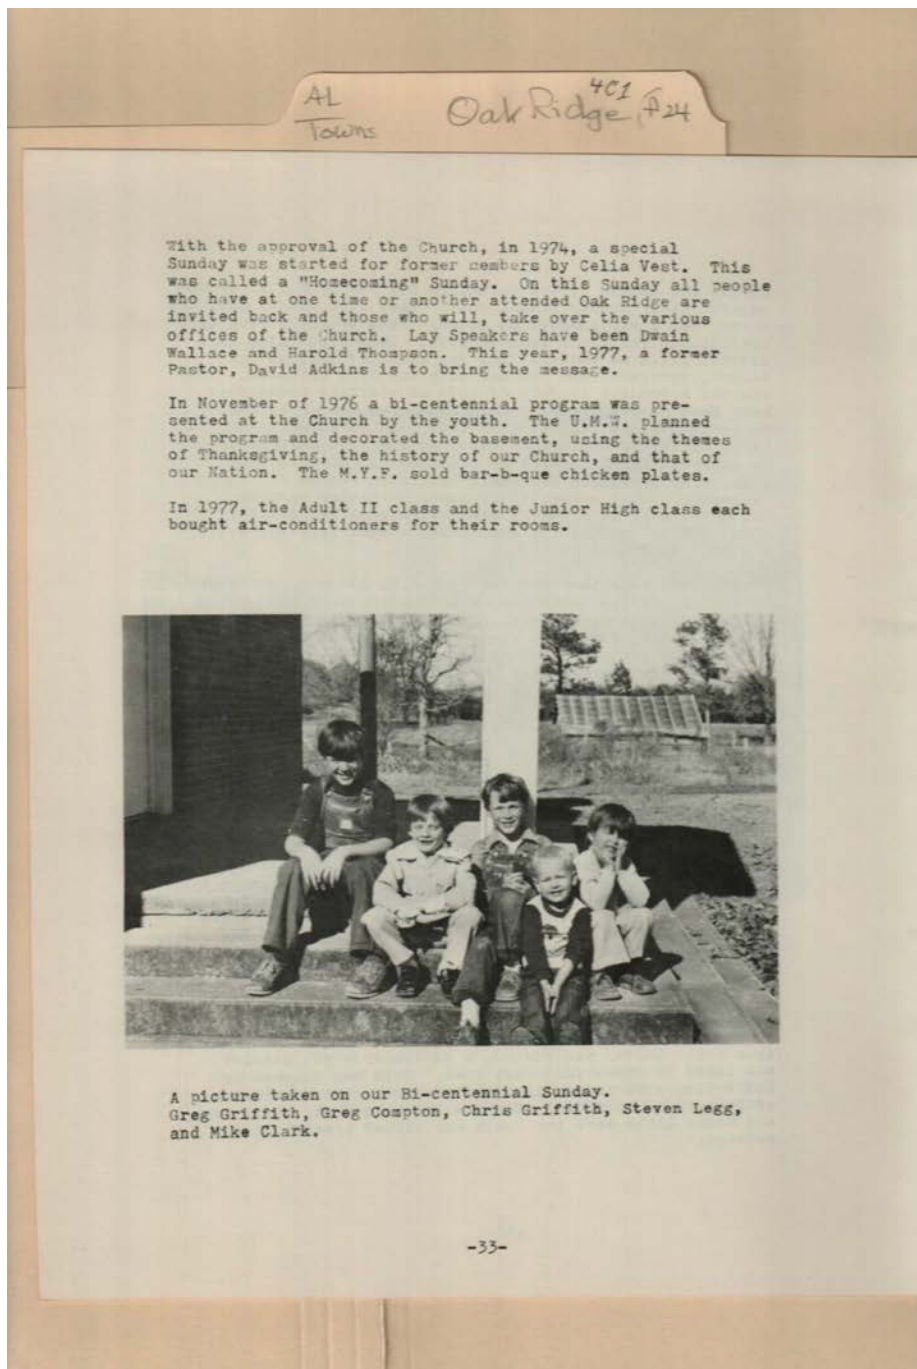 AL
Towns
Oak Ridge, 4C1
24
With the approval of the Church, in 1974, a special
Sunday was started for former members by Celia Vest.  This
was called a "Homecoming" Sunday.  On this Sunday all people
who have at one time or another attended Oak Ridge are
invited back and those who will, take over the various
offices of the Church.  Lay Speakers have been Dwain
Wallace and Harold Thompson.  This year, 1977, a former
Pastor, David Adkins is to bring the message.
In November of 1976 a bi-centennial program was pre-
sented at the Church by the youth.  The U.M.W. planned
the program and decorated the basement, using the themes
of Thanksgiving, the history of our Church, and that of
our Nation.  The M.Y.F. sold bar-b-que chicken plates.
In 1977, the Adult II class and the Junior High class each
bought air-conditioners for their rooms.
A picture taken on our Bi-centennial Sunday.
Greg Griffith, Greg Compton, Chris Griffith, Steven Legg,
and Mike Clark.
-33-